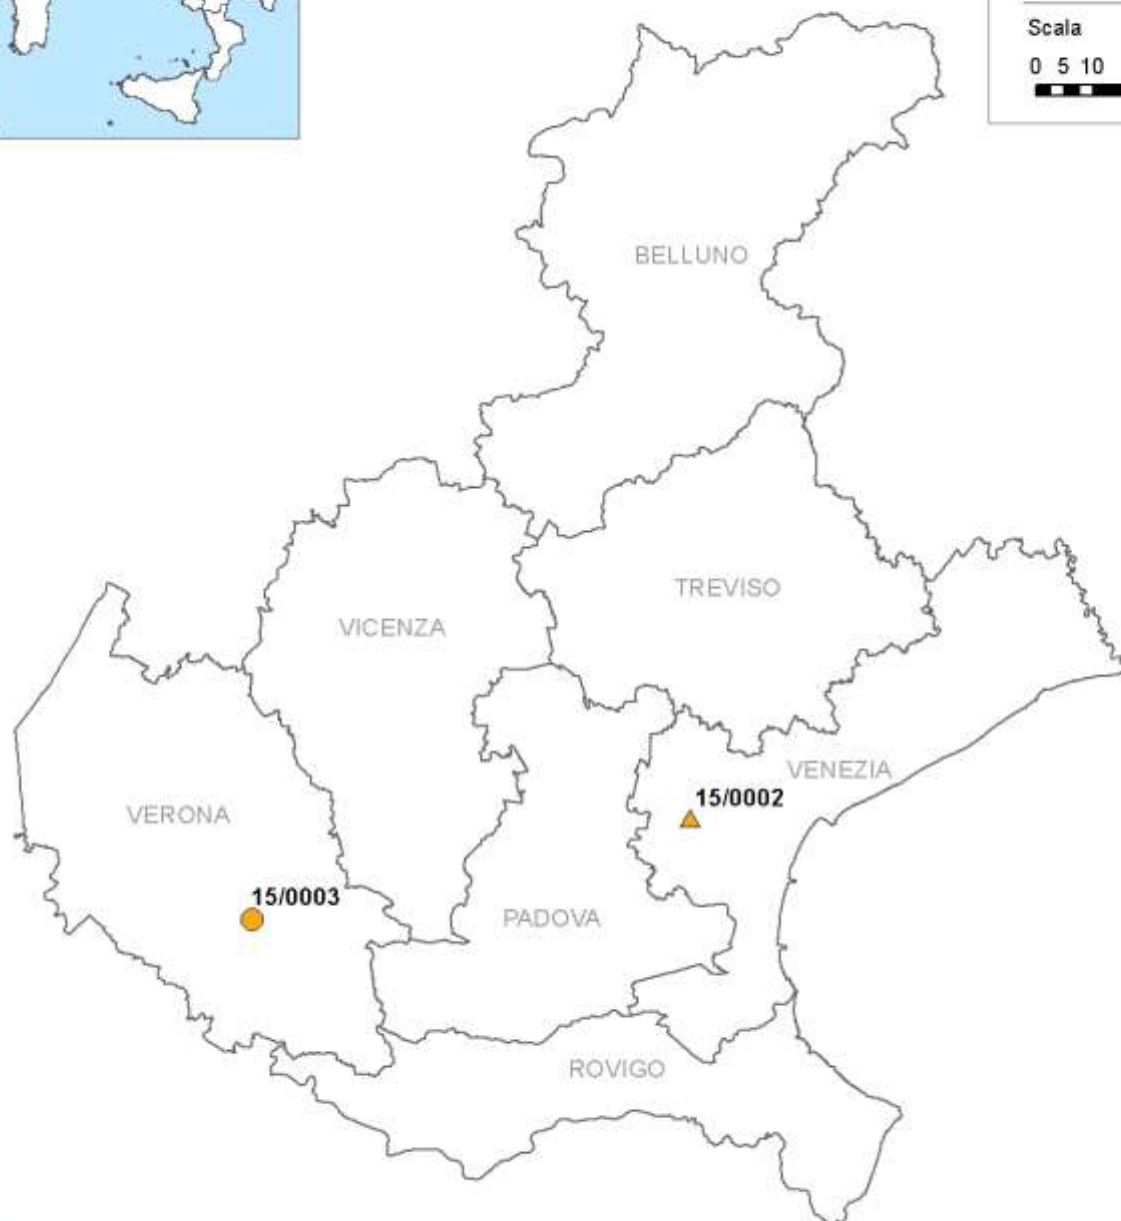 Scala
0 5 10
BELLUNO
TREVISO
VICENZA
VENEZIA
15/0002
VERONA
15/0003
PADOVA
ROVIGO